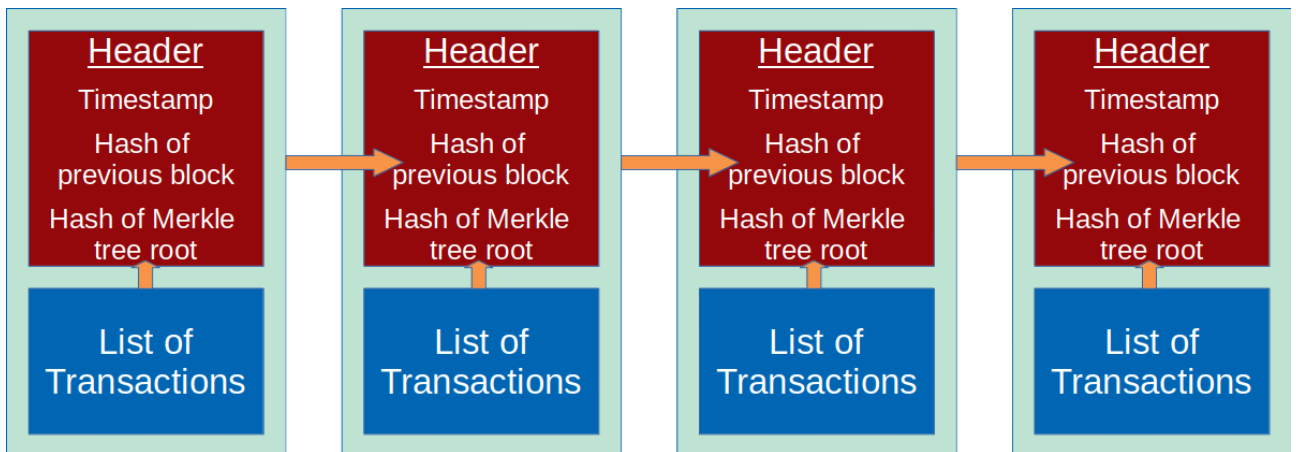 Header
Timestamp
Hash of
previous block
Hash of Merkle
tree root
List of
Transactions
Header
Timestamp
Hash of
previous block
Hash of Merkle
tree root
List of
Transactions
Header
Timestamp
Hash of
previous block
Hash of Merkle
tree root
List of
Transactions
Header
Timestamp
Hash of
previous block
Hash of Merkle
tree root
List of
Transactions